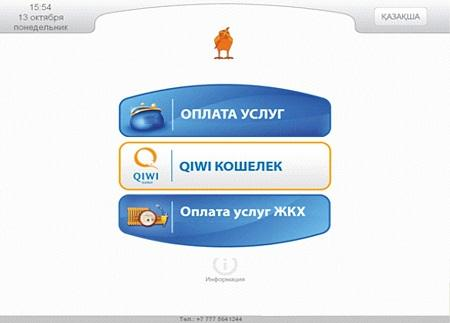 15:54
13 октября
понедельник
ҚАЗАҚША
ОПЛАТА УСЛУГ
QIWI
QIWI КОШЕЛЕК
Оплата услуг ЖКХ
Информация
Тел.: +7 777 5641244